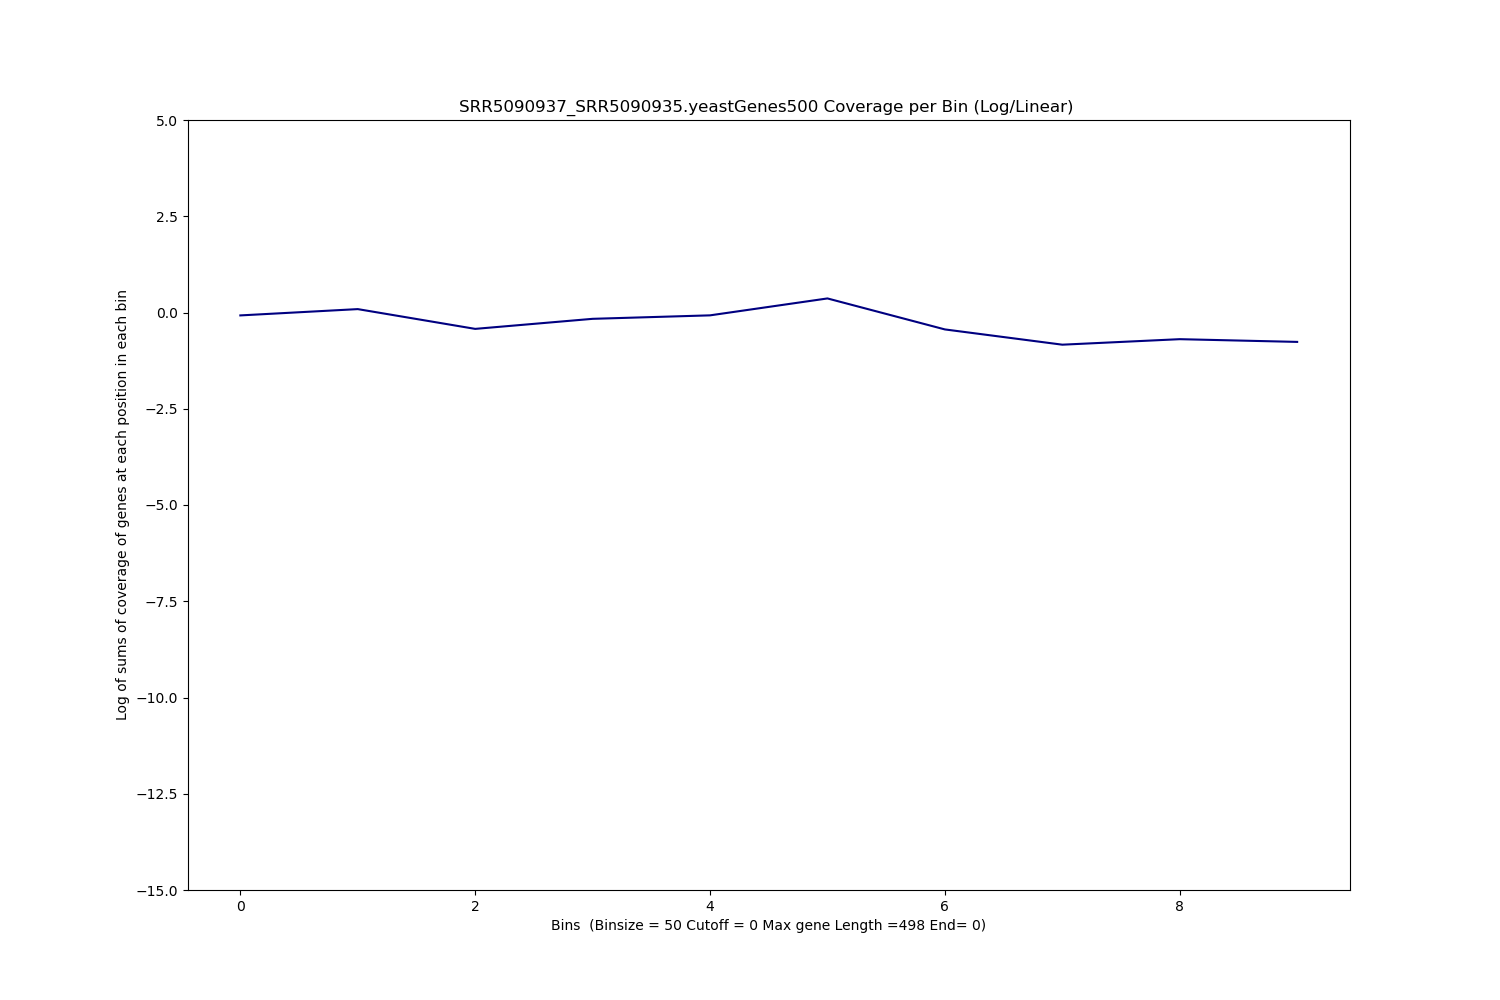 SRR5090937_SRR5090935.yeastGenes500 Coverage per Bin (Log/Linear)
5.0
2.5
0.0
−2.5
−5.0
−7.5
−10.0
−12.5
−15.0
Log of sums of coverage of genes at each position in each bin
0 2 4 6 8
Bins  (Binsize = 50 Cutoff = 0 Max gene Length =498 End= 0)